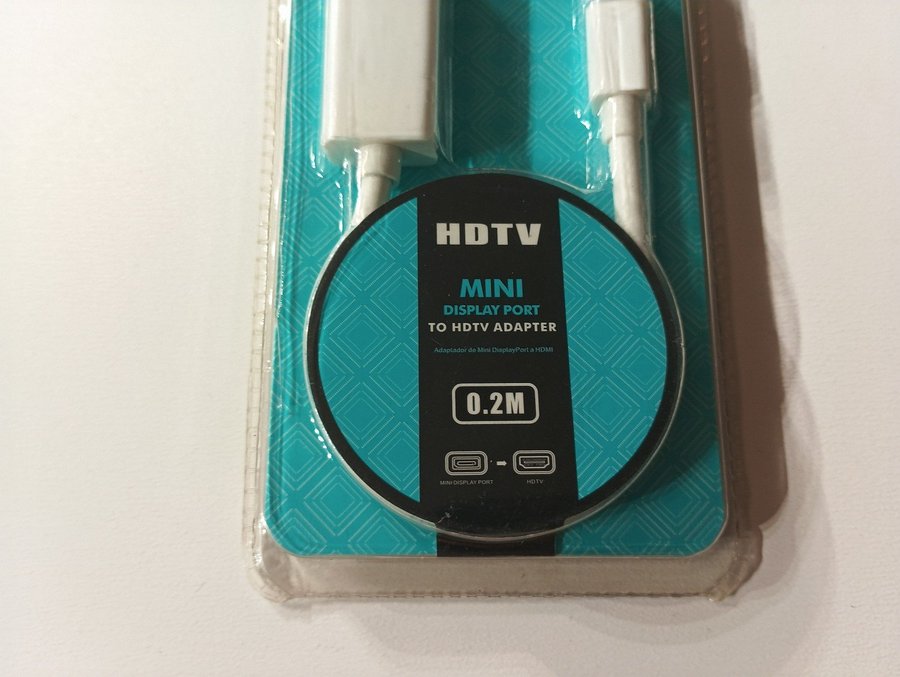 HDTV
MINI
DISPLAY PORT
TO HDTV ADAPTER
Adaptador de Mini DisplayPort a HDMI
0.2M
MINI DISPLAY PORT
HDTV